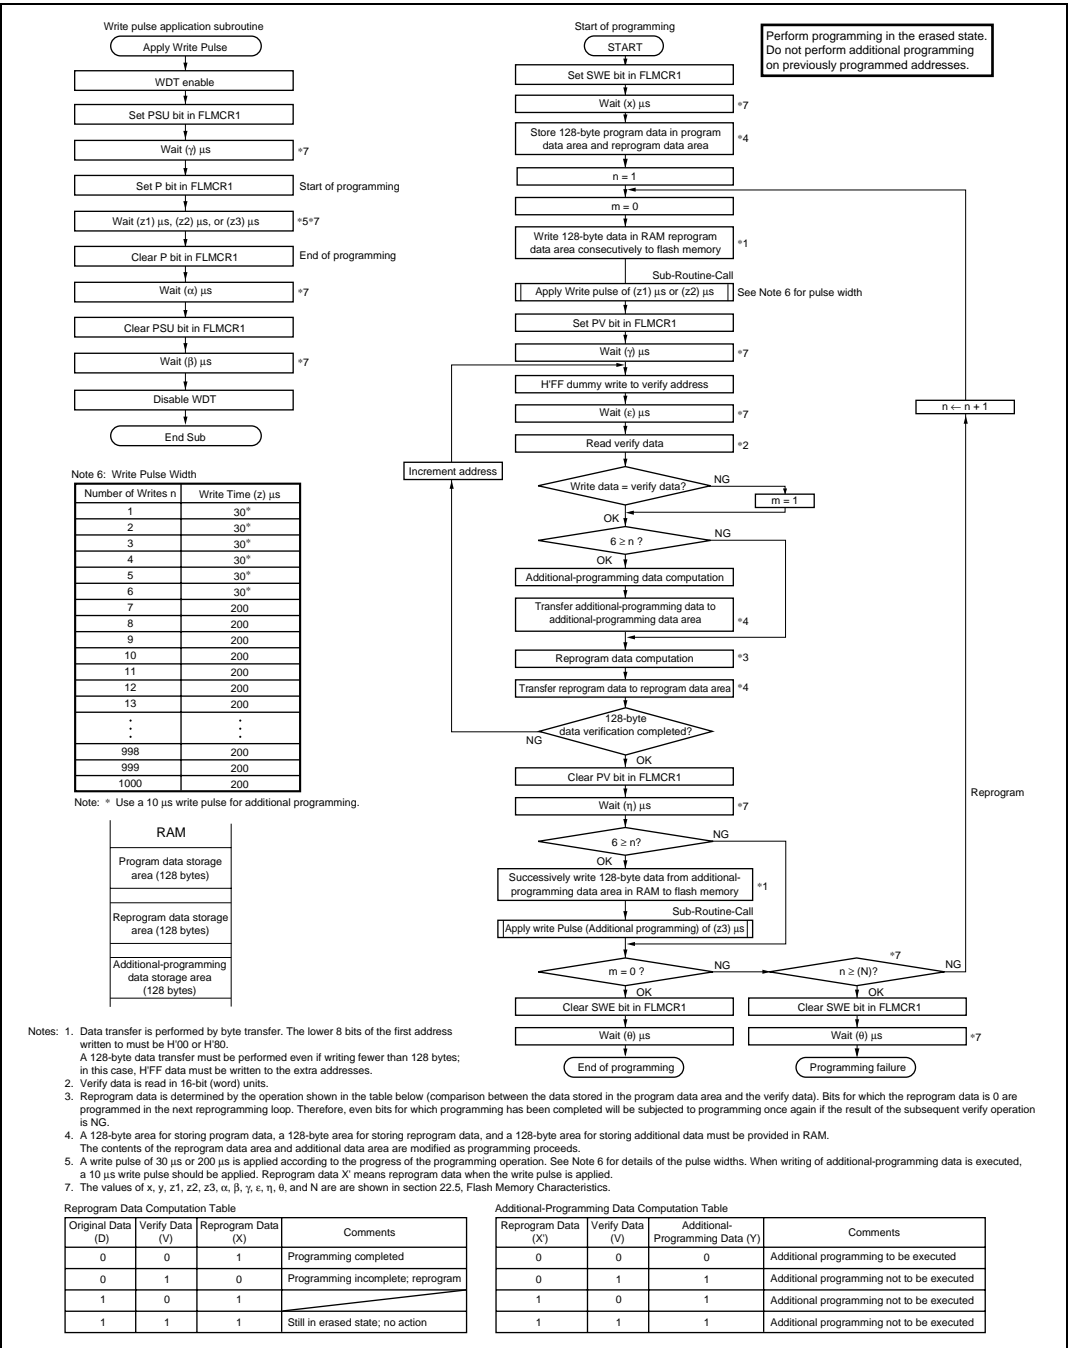 Write pulse application subroutine
Apply Write Pulse
WDT enable
Set PSU bit in FLMCR1
Wait (γ) μs *7
Set P bit in FLMCR1 Start of programming
Wait (z1) μs, (z2) μs, or (z3) μs *5*7
Clear P bit in FLMCR1 End of programming
Wait (α) μs *7
Clear PSU bit in FLMCR1
Wait (β) μs *7
Disable WDT
End Sub
Note 6: Write Pulse Width
Number of Writes n Write Time (z) μs
1 30*
2 30*
3 30*
4 30*
5 30*
6 30*
7 200
8 200
9 200
10 200
11 200
12 200
13 200
998 200
999 200
1000 200
Note: * Use a 10 μs write pulse for additional programming.
RAM
Program data storage
area (128 bytes)
Reprogram data storage
area (128 bytes)
Additional-programming
data storage area
(128 bytes)
Start of programming
START
Perform programming in the erased state.
Do not perform additional programming
on previously programmed addresses.
Set SWE bit in FLMCR1
Wait (x) μs *7
Store 128-byte program data in program
data area and reprogram data area *4
n = 1
m = 0
Write 128-byte data in RAM reprogram
data area consecutively to flash memory *1
Sub-Routine-Call
Apply Write pulse of (z1) μs or (z2) μs See Note 6 for pulse width
Set PV bit in FLMCR1
Wait (γ) μs *7
H'FF dummy write to verify address
Wait (ε) μs *7
Read verify data *2
Increment address
n ← n + 1
Write data = verify data? NG
m = 1
OK
6 ≥ n ? NG
OK
Additional-programming data computation
Transfer additional-programming data to
additional-programming data area *4
Reprogram data computation *3
Transfer reprogram data to reprogram data area *4
128-byte
data verification completed?
NG
OK
Clear PV bit in FLMCR1
Reprogram
Wait (η) μs *7
6 ≥ n? NG
OK
Successively write 128-byte data from additional-
programming data area in RAM to flash memory *1
Sub-Routine-Call
Apply write Pulse (Additional programming) of (z3) μs
m = 0 ? NG
n ≥ (N)? *7 NG
OK OK
Clear SWE bit in FLMCR1 Clear SWE bit in FLMCR1
Wait (θ) μs Wait (θ) μs *7
End of programming Programming failure
Notes: 1. Data transfer is performed by byte transfer. The lower 8 bits of the first address
written to must be H'00 or H'80.
A 128-byte data transfer must be performed even if writing fewer than 128 bytes;
in this case, H'FF data must be written to the extra addresses.
2. Verify data is read in 16-bit (word) units.
3. Reprogram data is determined by the operation shown in the table below (comparison between the data stored in the program data area and the verify data). Bits for which the reprogram data is 0 are
programmed in the next reprogramming loop. Therefore, even bits for which programming has been completed will be subjected to programming once again if the result of the subsequent verify operation
is NG.
4. A 128-byte area for storing program data, a 128-byte area for storing reprogram data, and a 128-byte area for storing additional data must be provided in RAM.
The contents of the reprogram data area and additional data area are modified as programming proceeds.
5. A write pulse of 30 μs or 200 μs is applied according to the progress of the programming operation. See Note 6 for details of the pulse widths. When writing of additional-programming data is executed,
a 10 μs write pulse should be applied. Reprogram data X' means reprogram data when the write pulse is applied.
7. The values of x, y, z1, z2, z3, α, β, γ, ε, η, θ, and N are are shown in section 22.5, Flash Memory Characteristics.
Reprogram Data Computation Table
Original Data (D) Verify Data (V) Reprogram Data (X) Comments
0 0 1 Programming completed
0 1 0 Programming incomplete; reprogram
1 0 1
1 1 1 Still in erased state; no action
Additional-Programming Data Computation Table
Reprogram Data (X') Verify Data (V) Additional-Programming Data (Y) Comments
0 0 0 Additional programming to be executed
0 1 1 Additional programming not to be executed
1 0 1 Additional programming not to be executed
1 1 1 Additional programming not to be executed